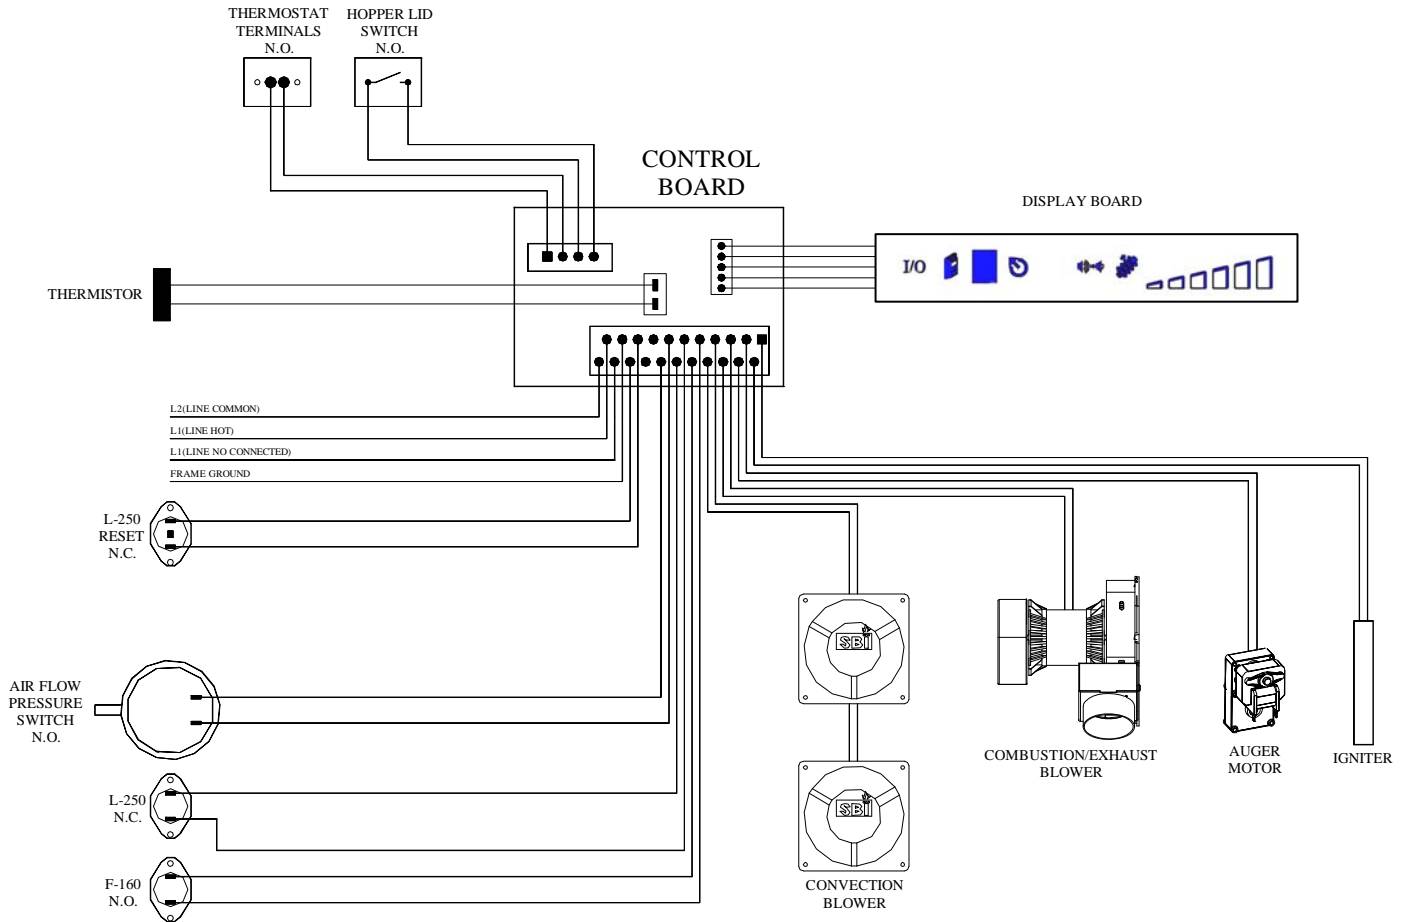 THERMOSTAT
TERMINALS
N.O.
HOPPER LID
SWITCH
N.O.
CONTROL
BOARD
DISPLAY BOARD
I/O
THERMISTOR
L2(LINE COMMON)
L1(LINE HOT)
L1(LINE NO CONNECTED)
FRAME GROUND
L-250
RESET
N.C.
AIR FLOW
PRESSURE
SWITCH
N.O.
L-250
N.C.
F-160
N.O.
SBI
SBI
CONVECTION
BLOWER
COMBUSTION/EXHAUST
BLOWER
AUGER
MOTOR
IGNITER